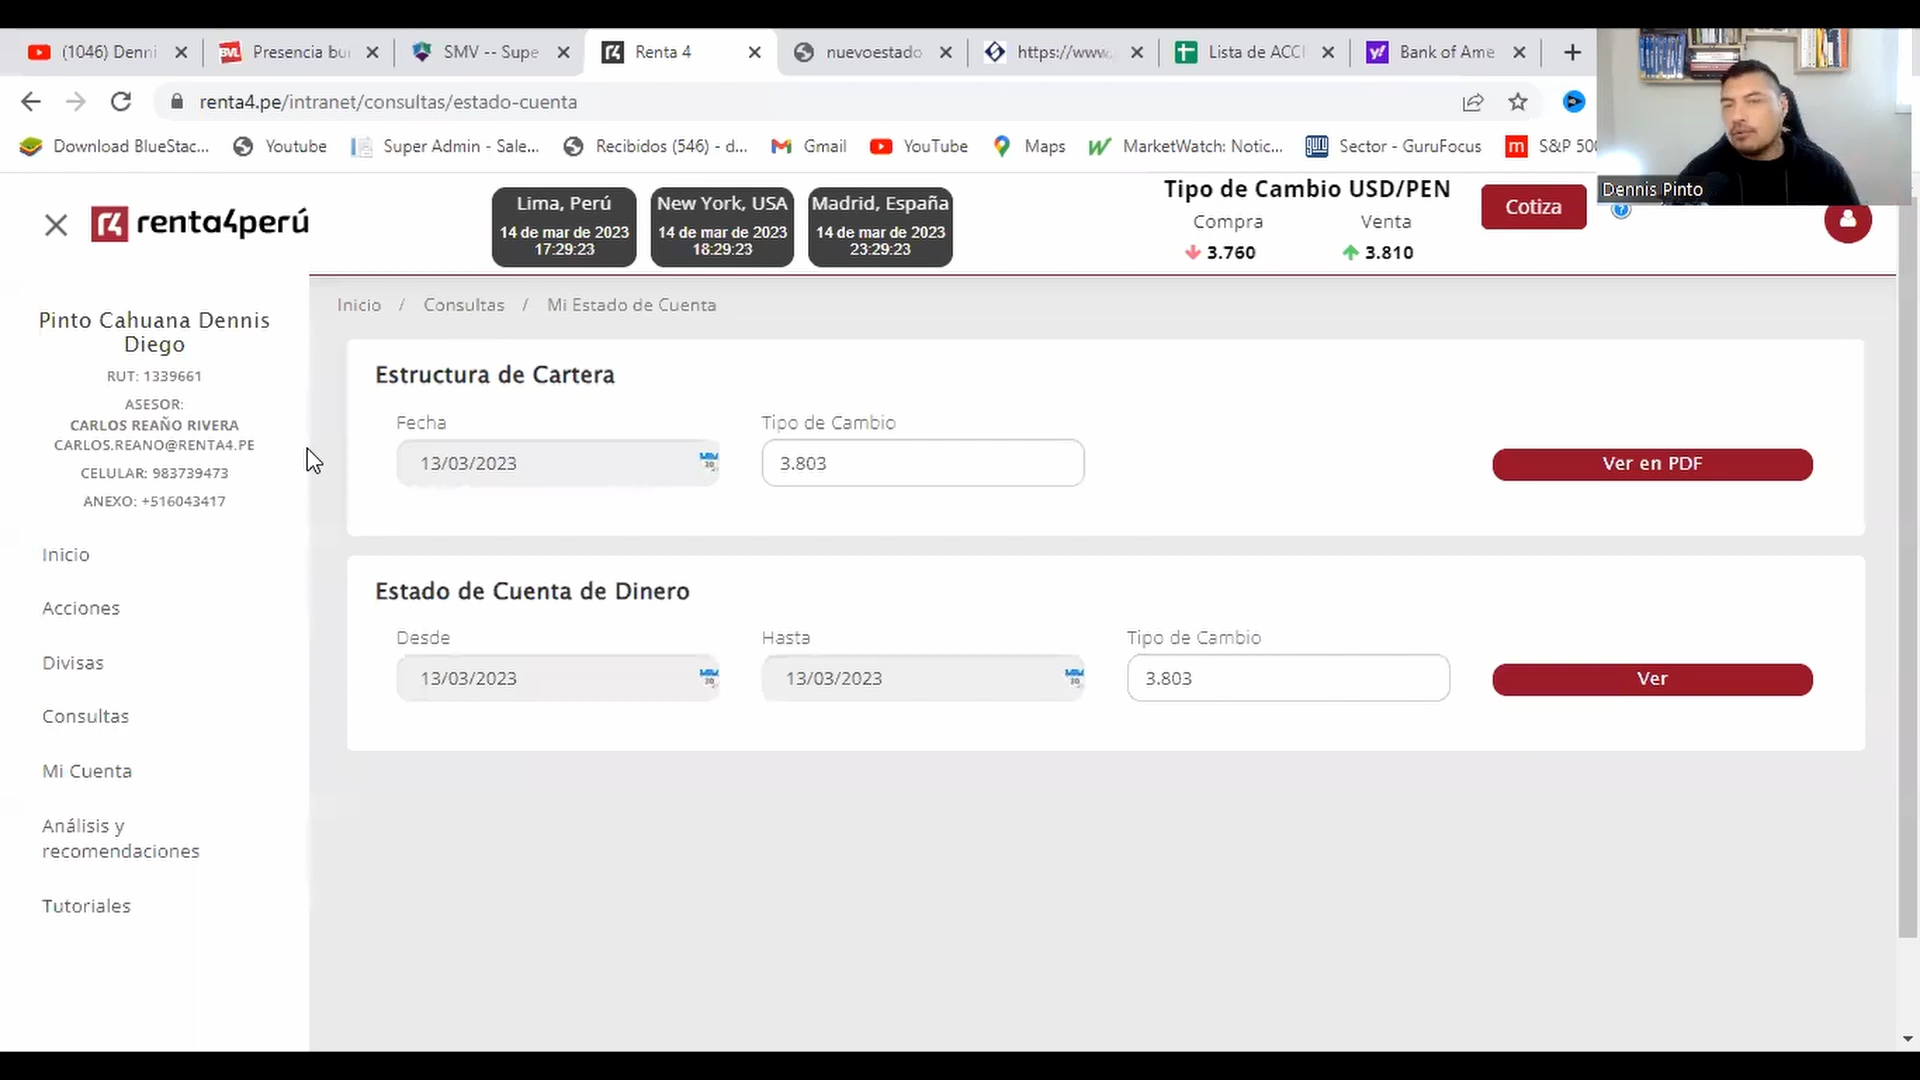 (1046) Denni
Presencia bu
SMV -- Supe
Renta 4
nuevoestado
https://www.
Lista de ACCI
Bank of Ame
renta4.pe/intranet/consultas/estado-cuenta
Download BlueStac...
Youtube
Super Admin - Sale...
Recibidos (546) - d...
Gmail
YouTube
Maps
MarketWatch: Notic...
Sector - GuruFocus
S&P 500
Dennis Pinto
renta4perú
Lima, Perú
14 de mar de 2023
17:29:23
New York, USA
14 de mar de 2023
18:29:23
Madrid, España
14 de mar de 2023
23:29:23
Tipo de Cambio USD/PEN
Compra
Venta
3.760
3.810
Cotiza
Pinto Cahuana Dennis
Diego
RUT: 1339661
ASESOR:
CARLOS REAÑO RIVERA
CARLOS.REANO@RENTA4.PE
CELULAR: 983739473
ANEXO: +516043417
Inicio
Acciones
Divisas
Consultas
Mi Cuenta
Análisis y
recomendaciones
Tutoriales
Inicio / Consultas / Mi Estado de Cuenta
Estructura de Cartera
Fecha
Tipo de Cambio
13/03/2023
3.803
Ver en PDF
Estado de Cuenta de Dinero
Desde
Hasta
Tipo de Cambio
13/03/2023
13/03/2023
3.803
Ver